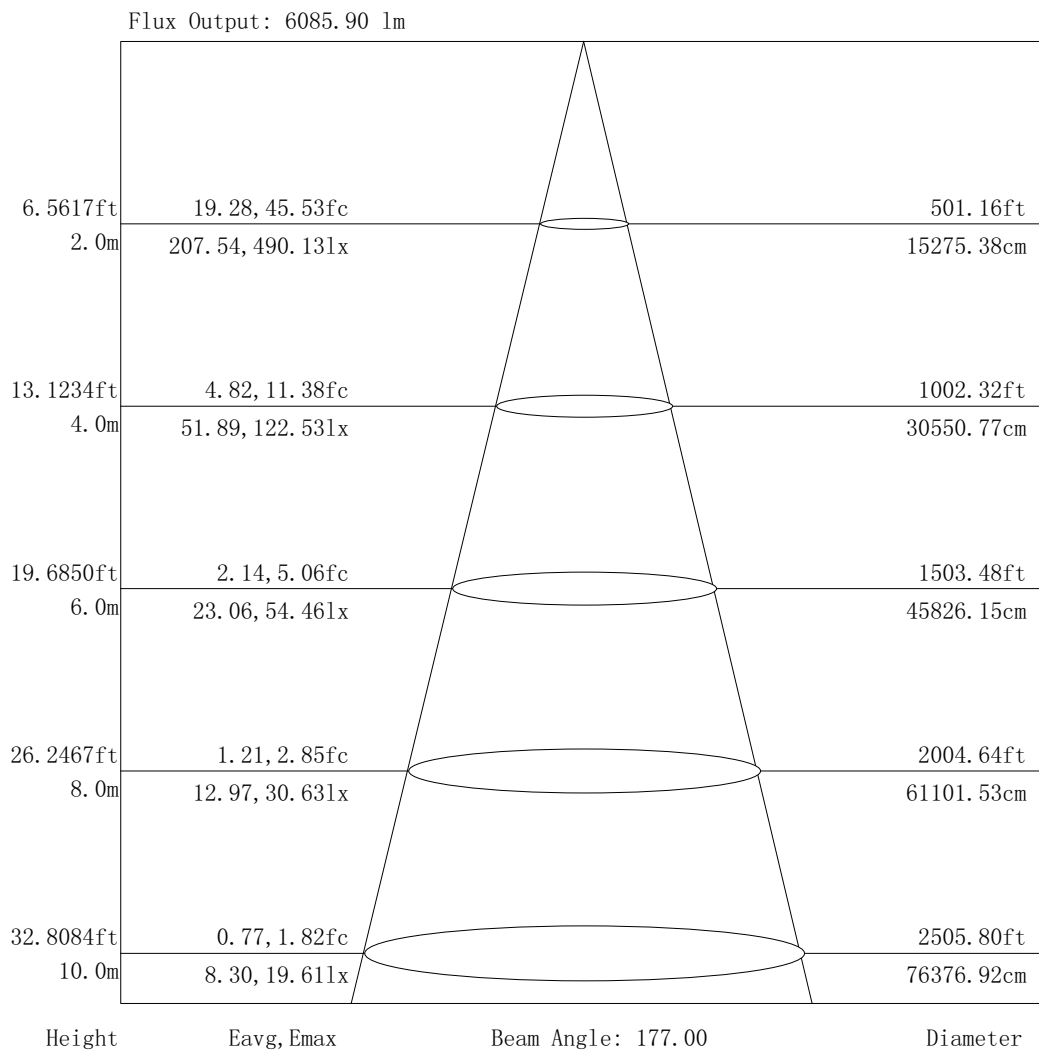 Flux Output: 6085.90 lm
6.5617ft 19.28,45.53fc 501.16ft
2.0m 207.54,490.13lx 15275.38cm
13.1234ft 4.82,11.38fc 1002.32ft
4.0m 51.89,122.53lx 30550.77cm
19.6850ft 2.14,5.06fc 1503.48ft
6.0m 23.06,54.46lx 45826.15cm
26.2467ft 1.21,2.85fc 2004.64ft
8.0m 12.97,30.63lx 61101.53cm
32.8084ft 0.77,1.82fc 2505.80ft
10.0m 8.30,19.61lx 76376.92cm
Height Eavg,Emax Beam Angle: 177.00 Diameter